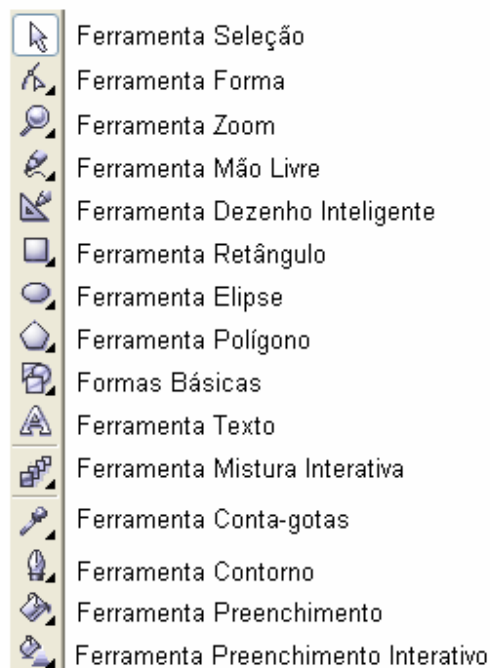 Ferramenta Seleção
Ferramenta Forma
Ferramenta Zoom
Ferramenta Mão Livre
Ferramenta Dezenho Inteligente
Ferramenta Retângulo
Ferramenta Elipse
Ferramenta Polígono
Formas Básicas
Ferramenta Texto
Ferramenta Mistura Interativa
Ferramenta Conta-gotas
Ferramenta Contorno
Ferramenta Preenchimento
Ferramenta Preenchimento Interativo